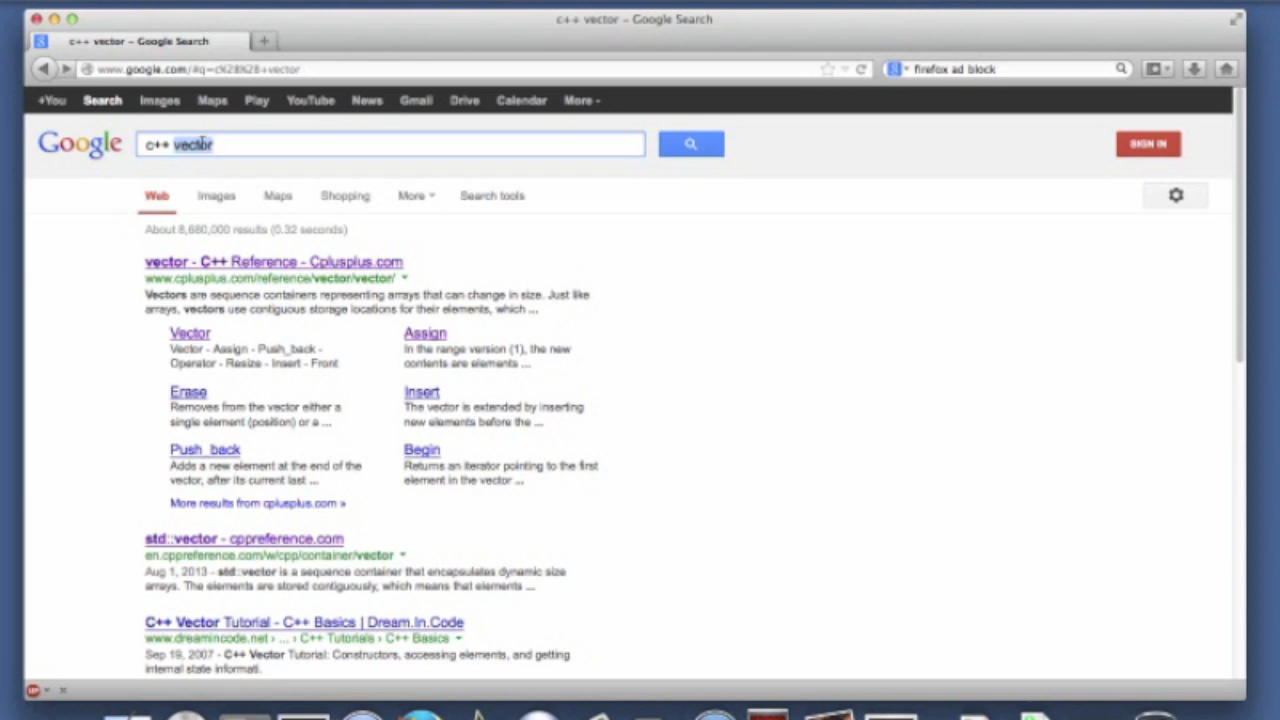 c++ vector – Google Search
c++ vector – Google Search
www.google.com/#q=c%2B%2B+vector
firefox ad block
+You Search Images Maps Play YouTube News Gmail Drive Calendar More
Google c++ vector SIGN IN
Web Images Maps Shopping More Search tools
About 8,680,000 results (0.32 seconds)
vector - C++ Reference - Cplusplus.com
www.cplusplus.com/reference/vector/vector/
Vectors are sequence containers representing arrays that can change in size. Just like
arrays, vectors use contiguous storage locations for their elements, which ...
Vector Assign
Vector - Assign - Push_back - In the range version (1), the new
Operator - Resize - Insert - Front contents are elements ...
Erase Insert
Removes from the vector either a The vector is extended by inserting
single element (position) or a ... new elements before the ...
Push_back Begin
Adds a new element at the end of the Returns an iterator pointing to the first
vector, after its current last ... element in the vector ...
More results from cplusplus.com »
std::vector - cppreference.com
en.cppreference.com/w/cpp/container/vector
Aug 1, 2013 - std::vector is a sequence container that encapsulates dynamic size
arrays. The elements are stored contiguously, which means that elements ...
C++ Vector Tutorial - C++ Basics | Dream.In.Code
www.dreamincode.net › ... › C++ Tutorials › C++ Basics
Sep 19, 2007 - C++ Vector Tutorial: Constructors, accessing elements, and getting
internal state informati.